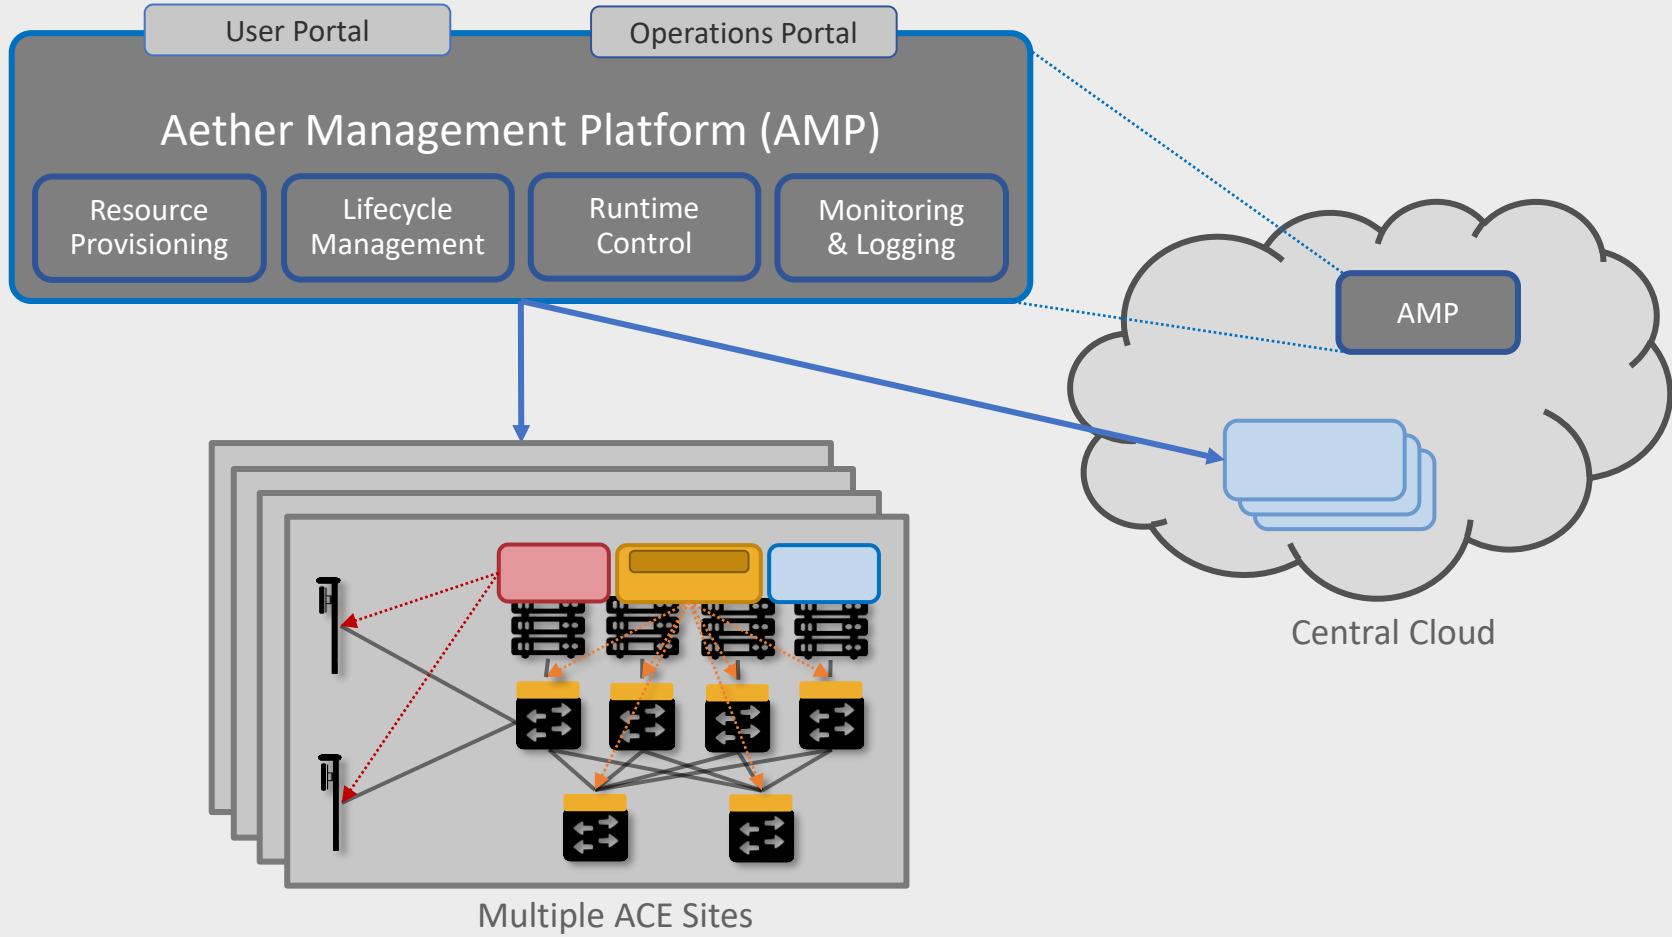 User Portal
Operations Portal
Aether Management Platform (AMP)
Resource
Provisioning
Lifecycle
Management
Runtime
Control
Monitoring
& Logging
AMP
Central Cloud
Multiple ACE Sites